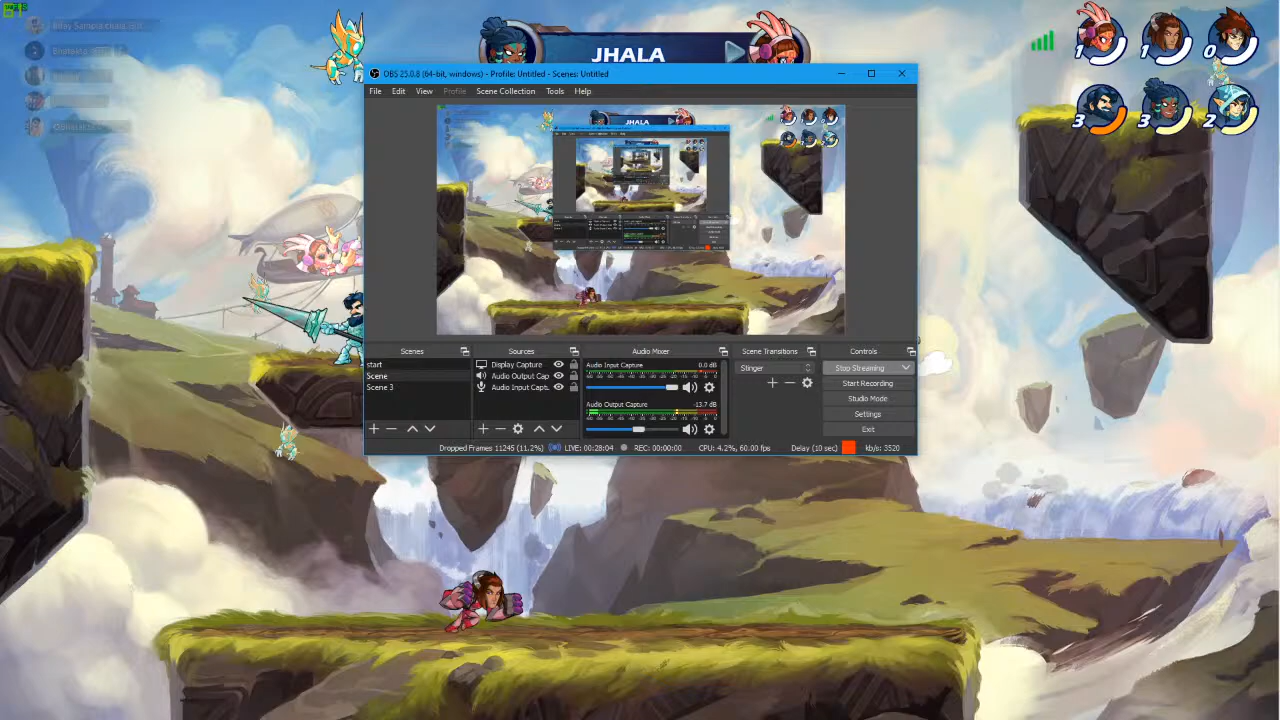 JHALA
1 1 0
3 3 2
OBS 25.0.8 (64-bit, windows) - Profile: Untitled - Scenes: Untitled
File Edit View Profile Scene Collection Tools Help
JHALA
Scenes Sources Audio Mixer Scene Transitions Controls
start
Scene
Scene 3
Display Capture
Audio Output Cap
Audio Input Capt
Audio Input Capture 0.0 dB
Audio Output Capture -13.7 dB
Stinger
Stop Streaming
Start Recording
Studio Mode
Settings
Exit
Dropped Frames 11245 (11.2%) LIVE: 00:28:04 REC: 00:00:00 CPU: 4.2%, 60.00 fps Delay (10 sec) kb/s: 3520